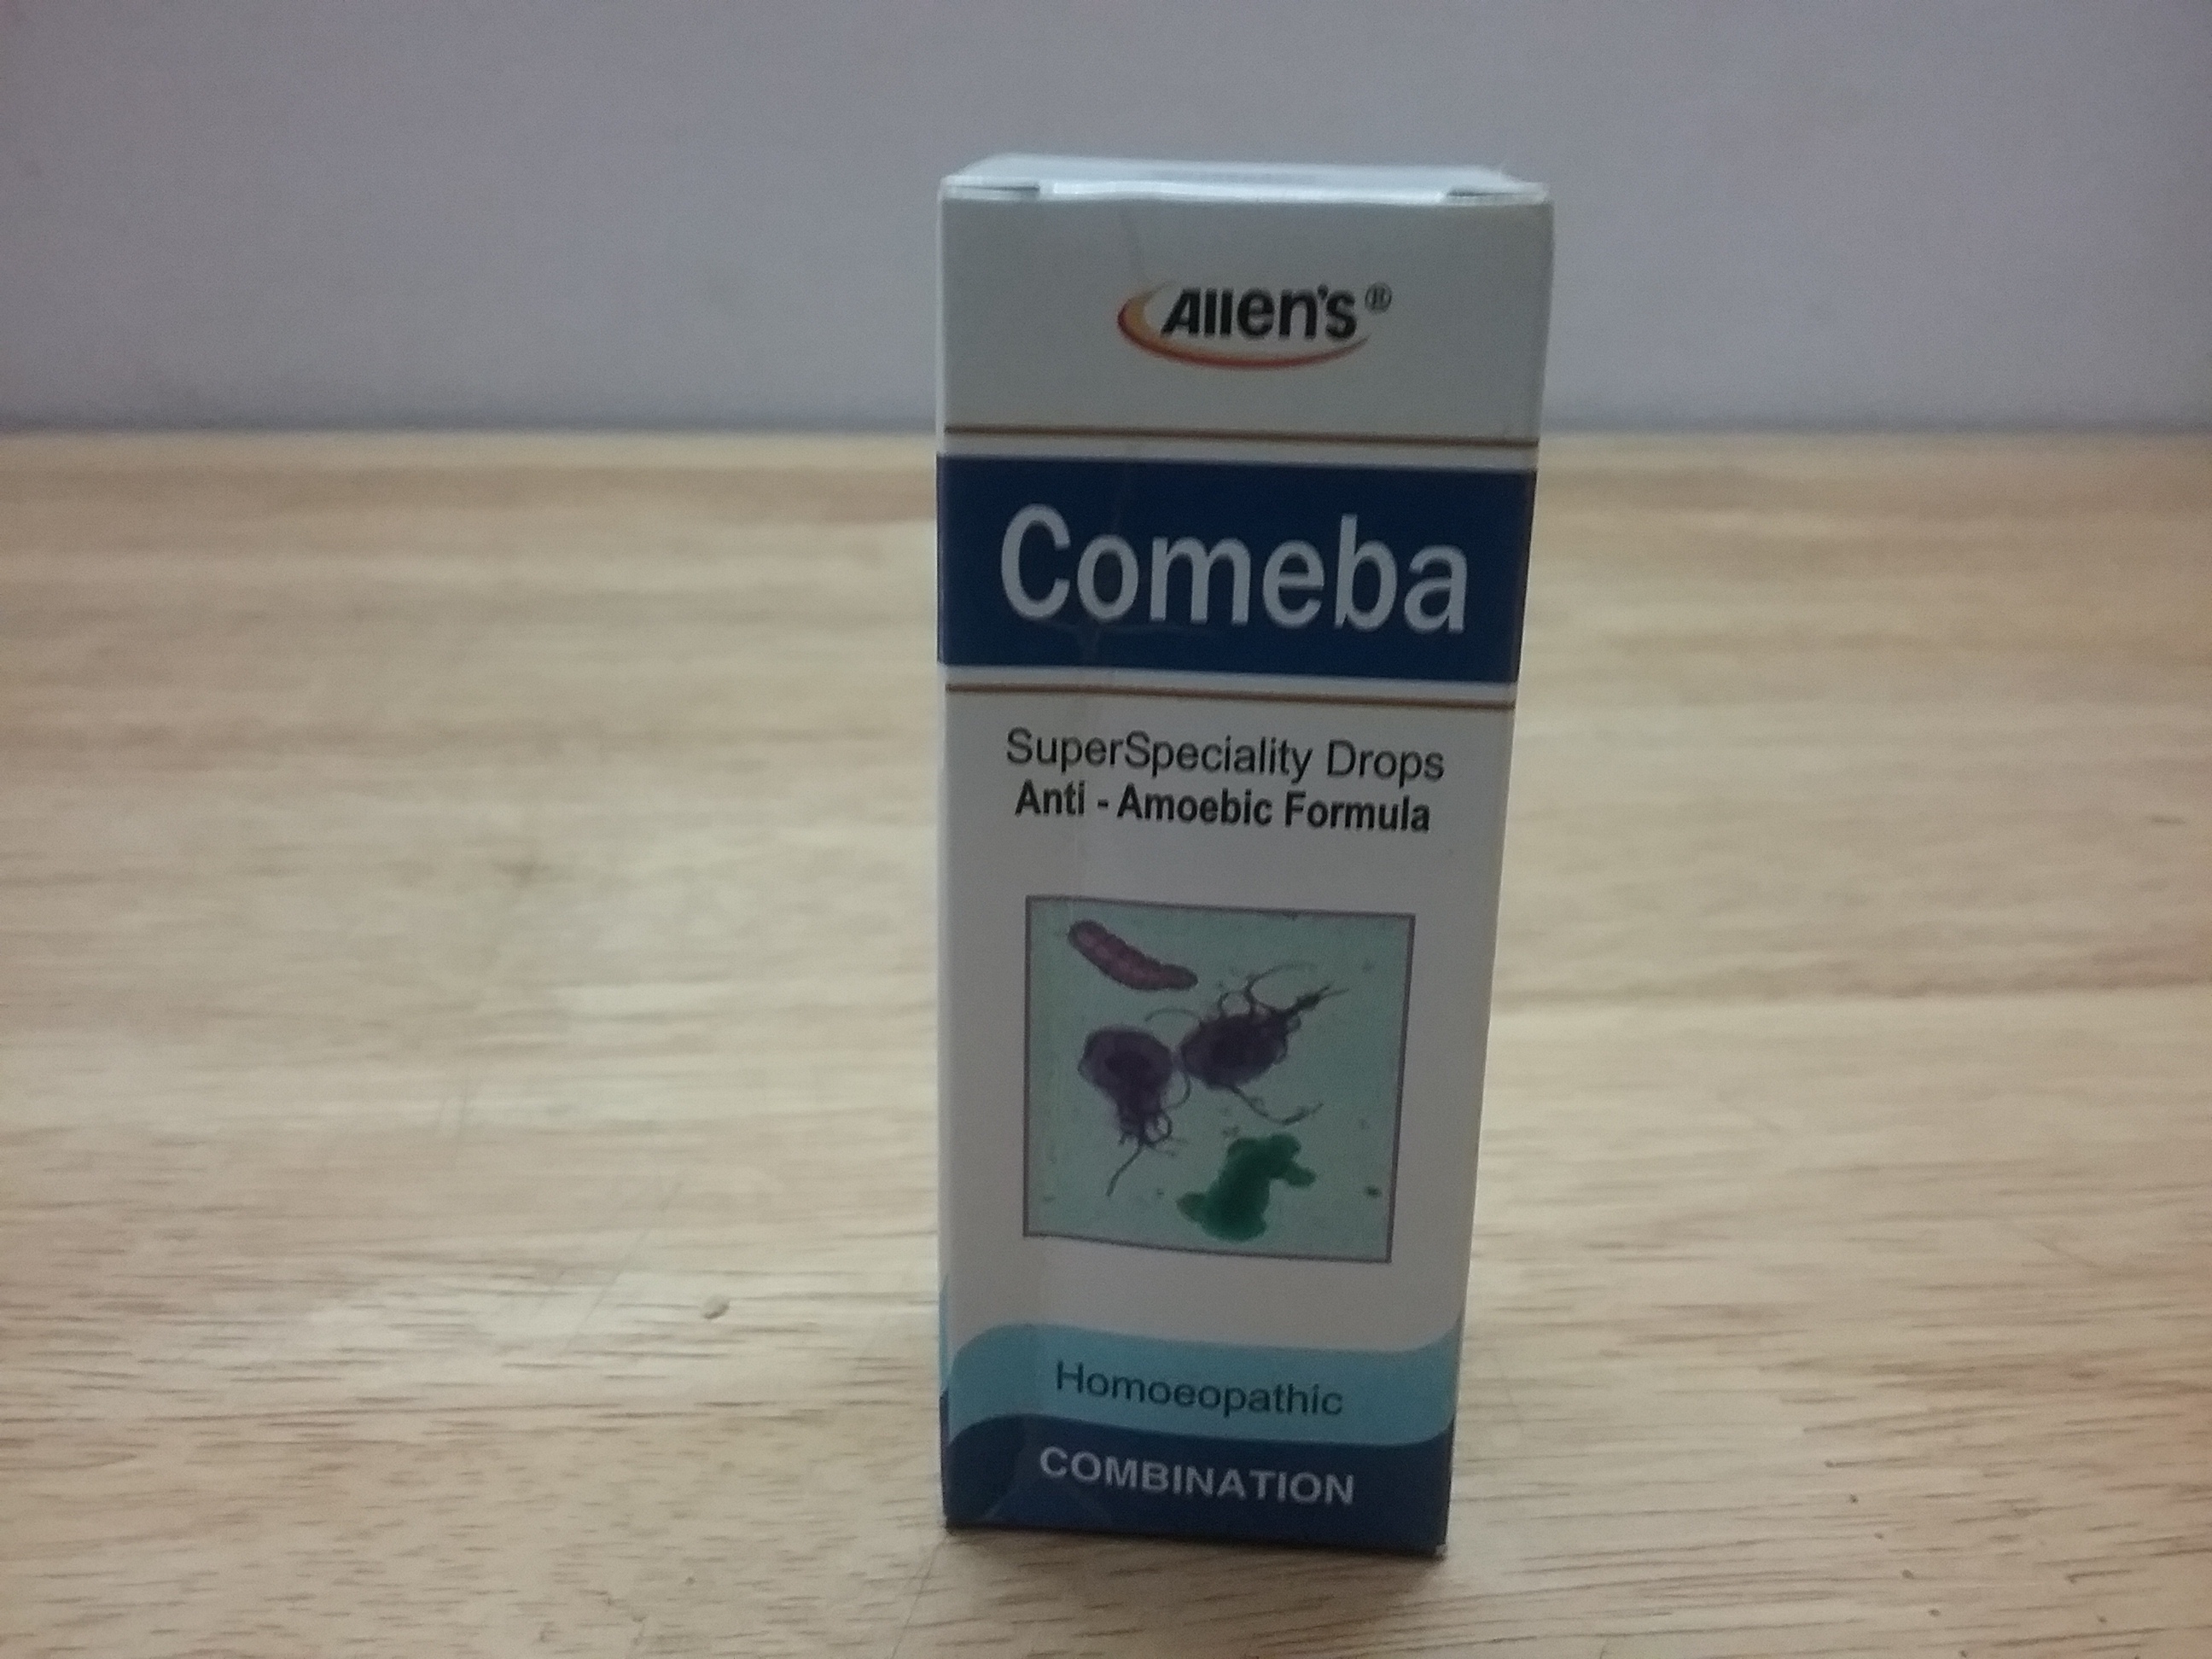 Allen's®
Comeba
SuperSpeciality Drops
Anti - Amoebic Formula
Homoeopathic
COMBINATION